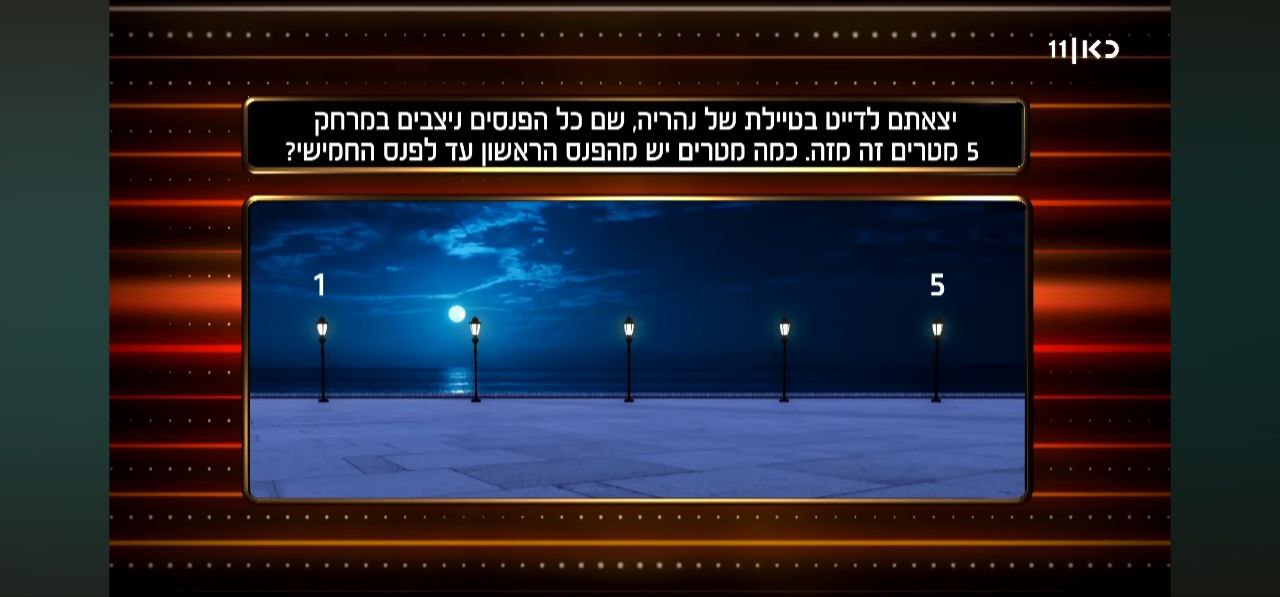 כאן|11
יצאתם לדייט בטיילת של נהריה, שם כל הפנסים ניצבים במרחק
5 מטרים זה מזה. כמה מטרים יש מהפנס הראשון עד לפנס החמישי?
1
5